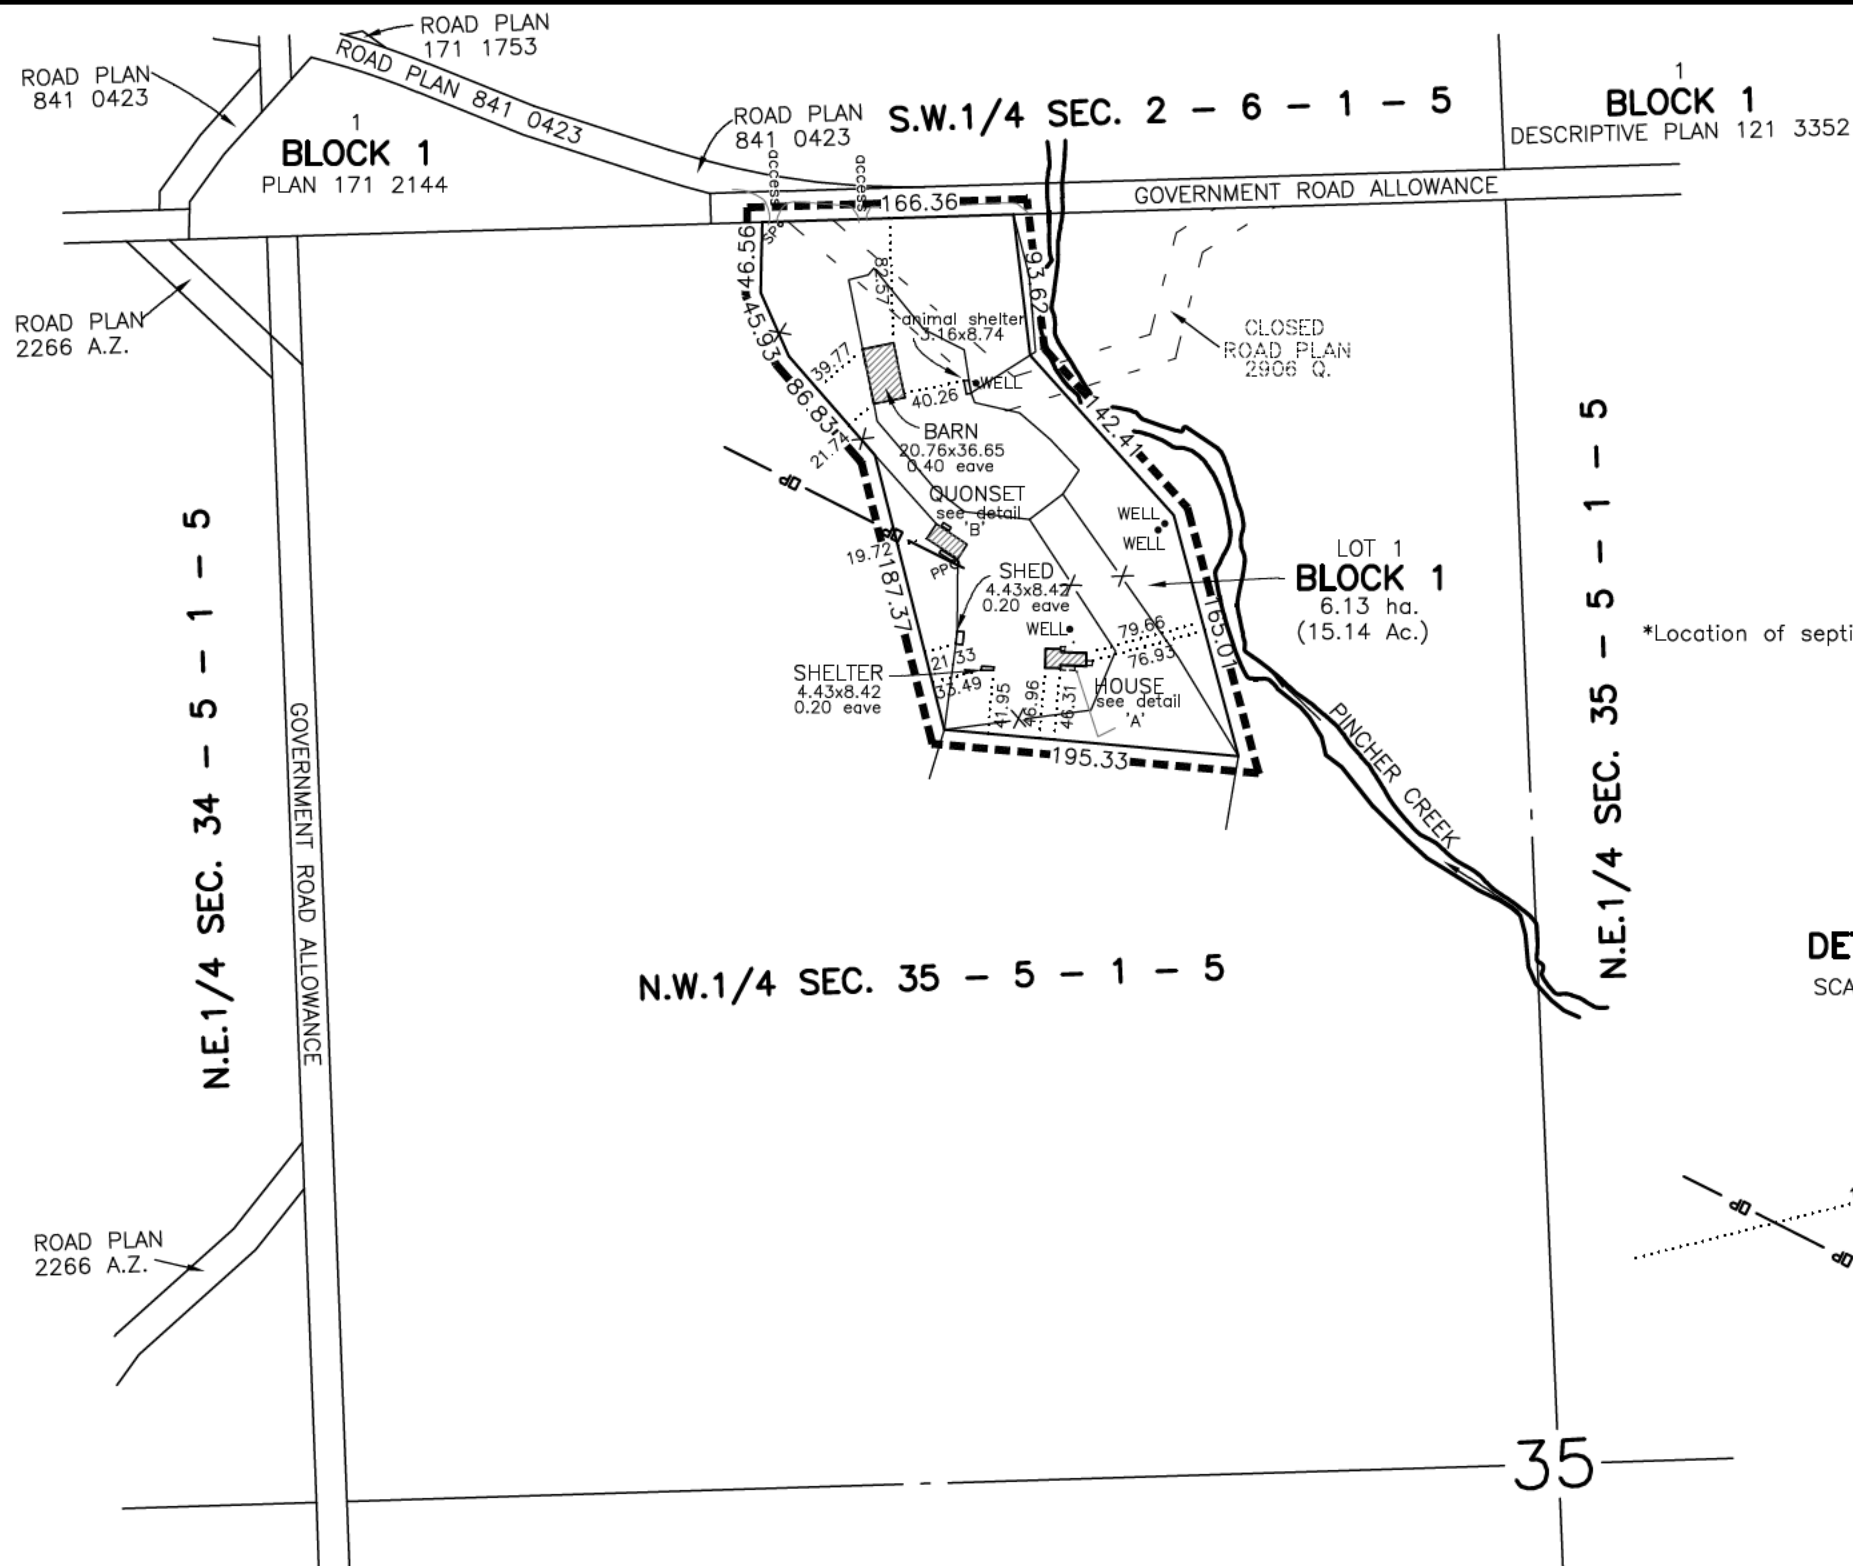 ROAD PLAN
171 1753
ROAD PLAN
841 0423
ROAD PLAN 841 0423
1
BLOCK 1
PLAN 171 2144
ROAD PLAN
841 0423
S.W.1/4 SEC. 2 - 6 - 1 - 5
1
BLOCK 1
DESCRIPTIVE PLAN 121 3352
GOVERNMENT ROAD ALLOWANCE
access
access
166.36
46.56
45.93
86.83
187.37
195.33
165.01
142.41
93.62
82.57
ROAD PLAN
2266 A.Z.
CLOSED
ROAD PLAN
2906 Q.
animal shelter
3.16x8.74
WELL
39.77
40.26
21.74
BARN
20.76x36.65
0.40 eave
QUONSET
see detail
'B'
19.72
SHED
4.43x8.42
0.20 eave
WELL
WELL
WELL
LOT 1
BLOCK 1
6.13 ha.
(15.14 Ac.)
*Location of septi
79.66
76.93
21.33
33.49
SHELTER
4.43x8.42
0.20 eave
41.95
46.96
46.31
HOUSE
see detail
'A'
PINCHER CREEK
N.E.1/4 SEC. 34 - 5 - 1 - 5
GOVERNMENT ROAD ALLOWANCE
N.W.1/4 SEC. 35 - 5 - 1 - 5
N.E.1/4 SEC. 35 - 5 - 1 - 5
DE
SCA
ROAD PLAN
2266 A.Z.
35